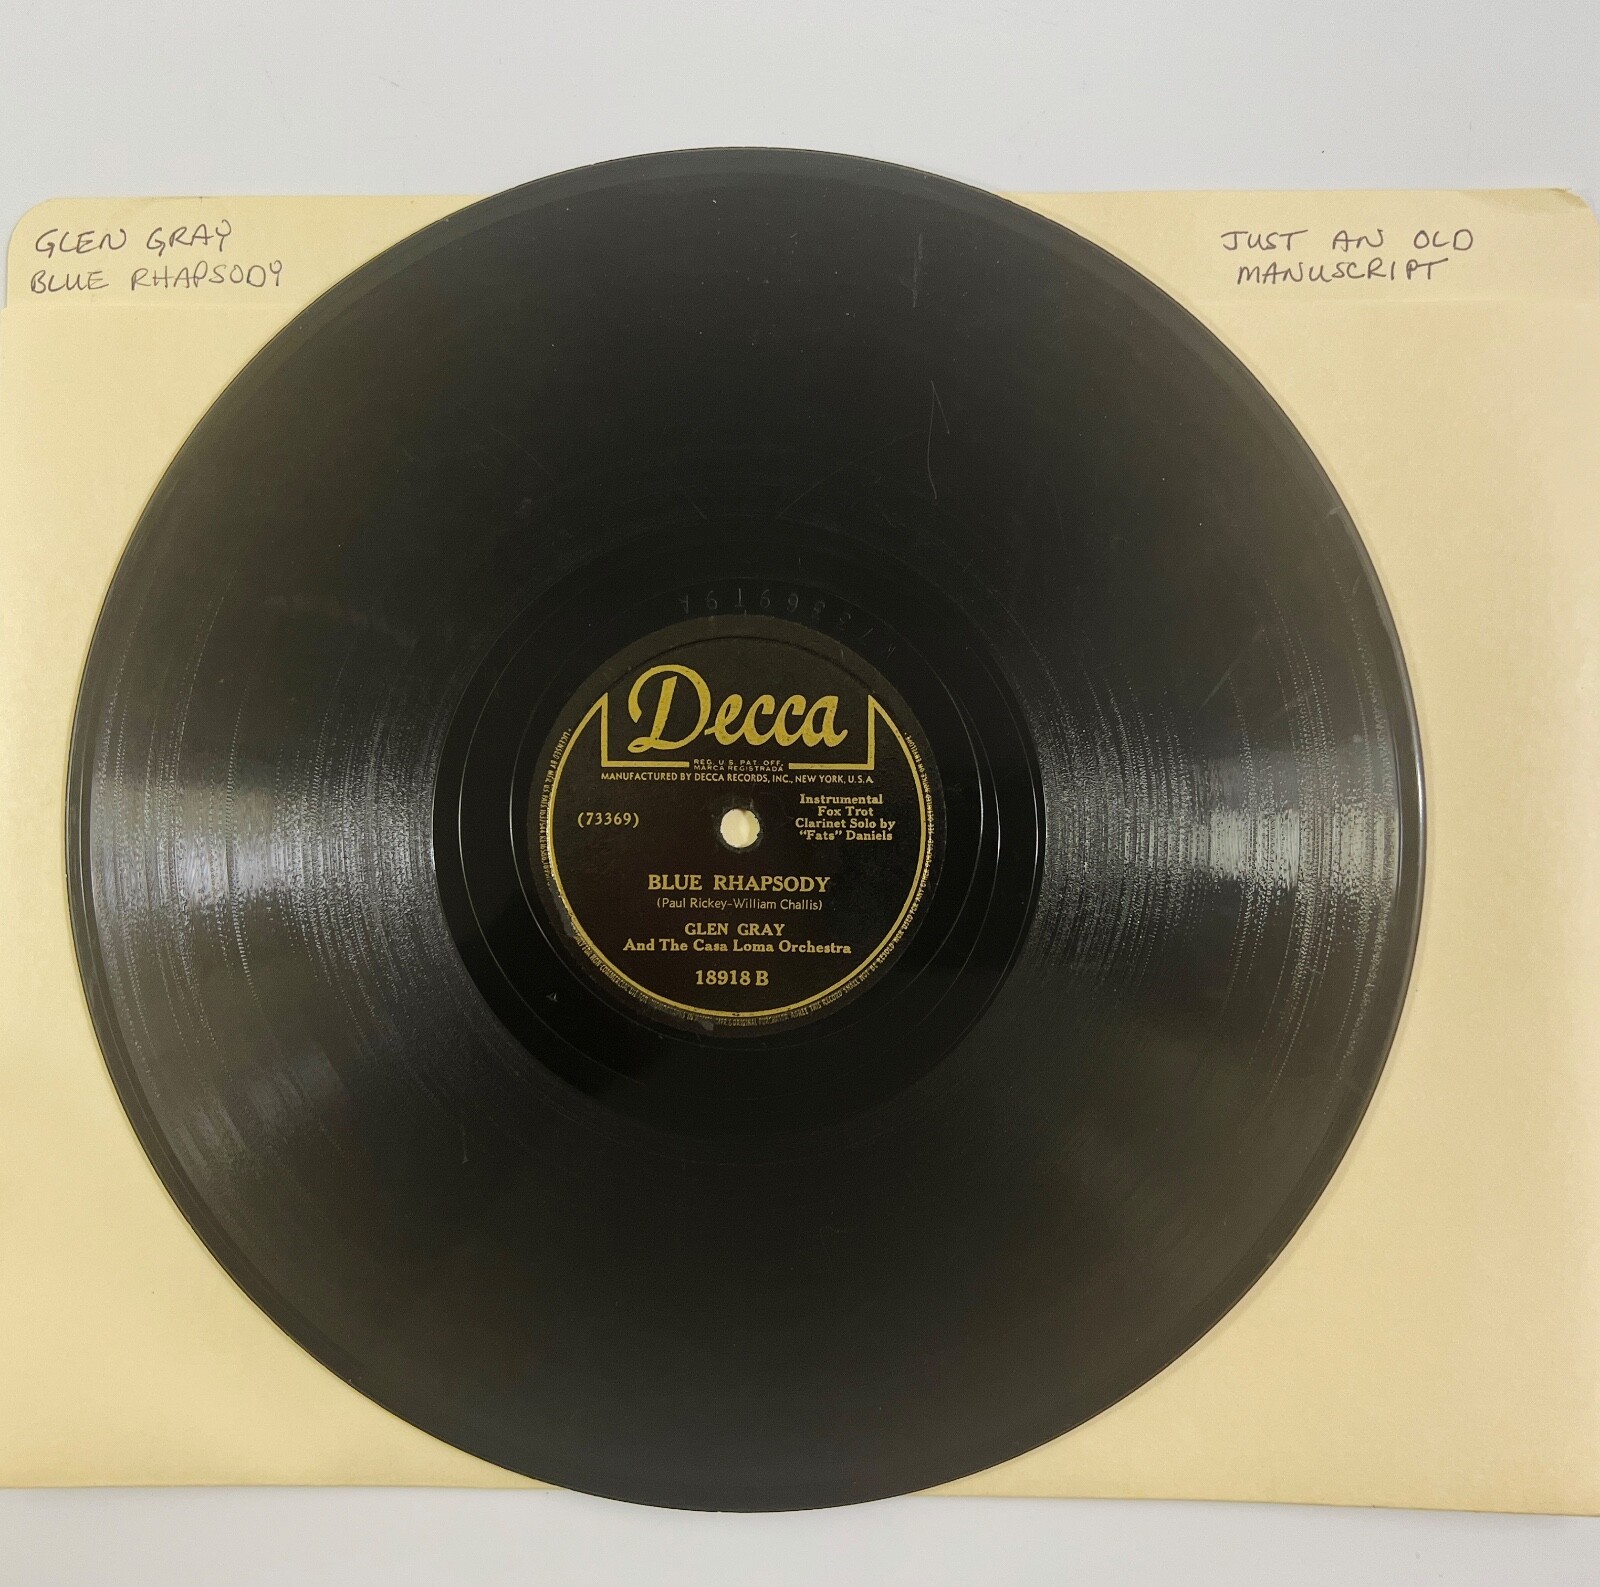 GLEN GRAY
BLUE RHAPSODY
JUST AN OLD
MANUSCRIPT
Decca
REG. U.S. PAT. OFF.
MARCA REGISTRADA
MANUFACTURED BY DECCA RECORDS, INC., NEW YORK, U.S.A.
(73369)
Instrumental
Fox Trot
Clarinet Solo by
"Fats" Daniels
BLUE RHAPSODY
(Paul Rickey-William Challis)
GLEN GRAY
And The Casa Loma Orchestra
18918 B